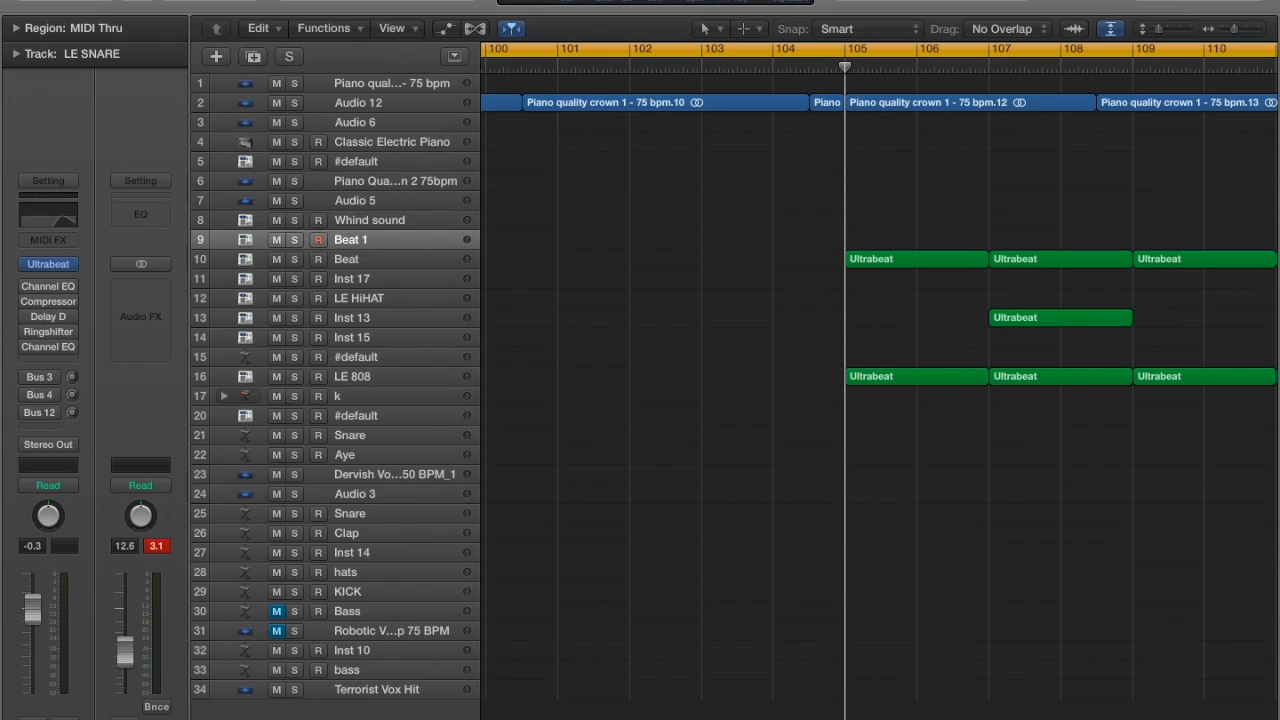 Region: MIDI Thru
Edit Functions View Snap: Smart Drag: No Overlap
Track: LE SNARE
S
100 101 102 103 104 105 106 107 108 109 110
1 M S Piano qual...- 75 bpm
2 M S Audio 12 Piano quality crown 1 - 75 bpm.10 Piano Piano quality crown 1 - 75 bpm.12 Piano quality crown 1 - 75 bpm.13
3 M S Audio 6
4 M S R Classic Electric Piano
5 M S R #default
6 M S Piano Qua...n 2 75bpm
7 M S Audio 5
8 M S R Whind sound
9 M S R Beat 1
10 M S R Beat Ultrabeat Ultrabeat Ultrabeat
11 M S R Inst 17
12 M S R LE HiHAT
13 M S R Inst 13 Ultrabeat
14 M S R Inst 15
15 M S R #default
16 M S R LE 808 Ultrabeat Ultrabeat Ultrabeat
17 M S R k
20 M S R #default
21 M S R Snare
22 M S R Aye
23 M S Dervish Vo...50 BPM_1
24 M S Audio 3
25 M S R Snare
26 M S R Clap
27 M S R Inst 14
28 M S R hats
29 M S R KICK
30 M S R Bass
31 M S Robotic V...p 75 BPM
32 M S R Inst 10
33 M S R bass
34 M S Terrorist Vox Hit
Setting Setting
EQ
MIDI FX
Ultrabeat
Channel EQ
Compressor
Delay D
Audio FX
Ringshifter
Channel EQ
Bus 3
Bus 4
Bus 12
Stereo Out
Read Read
-0.3 12.6 3.1
Bnce